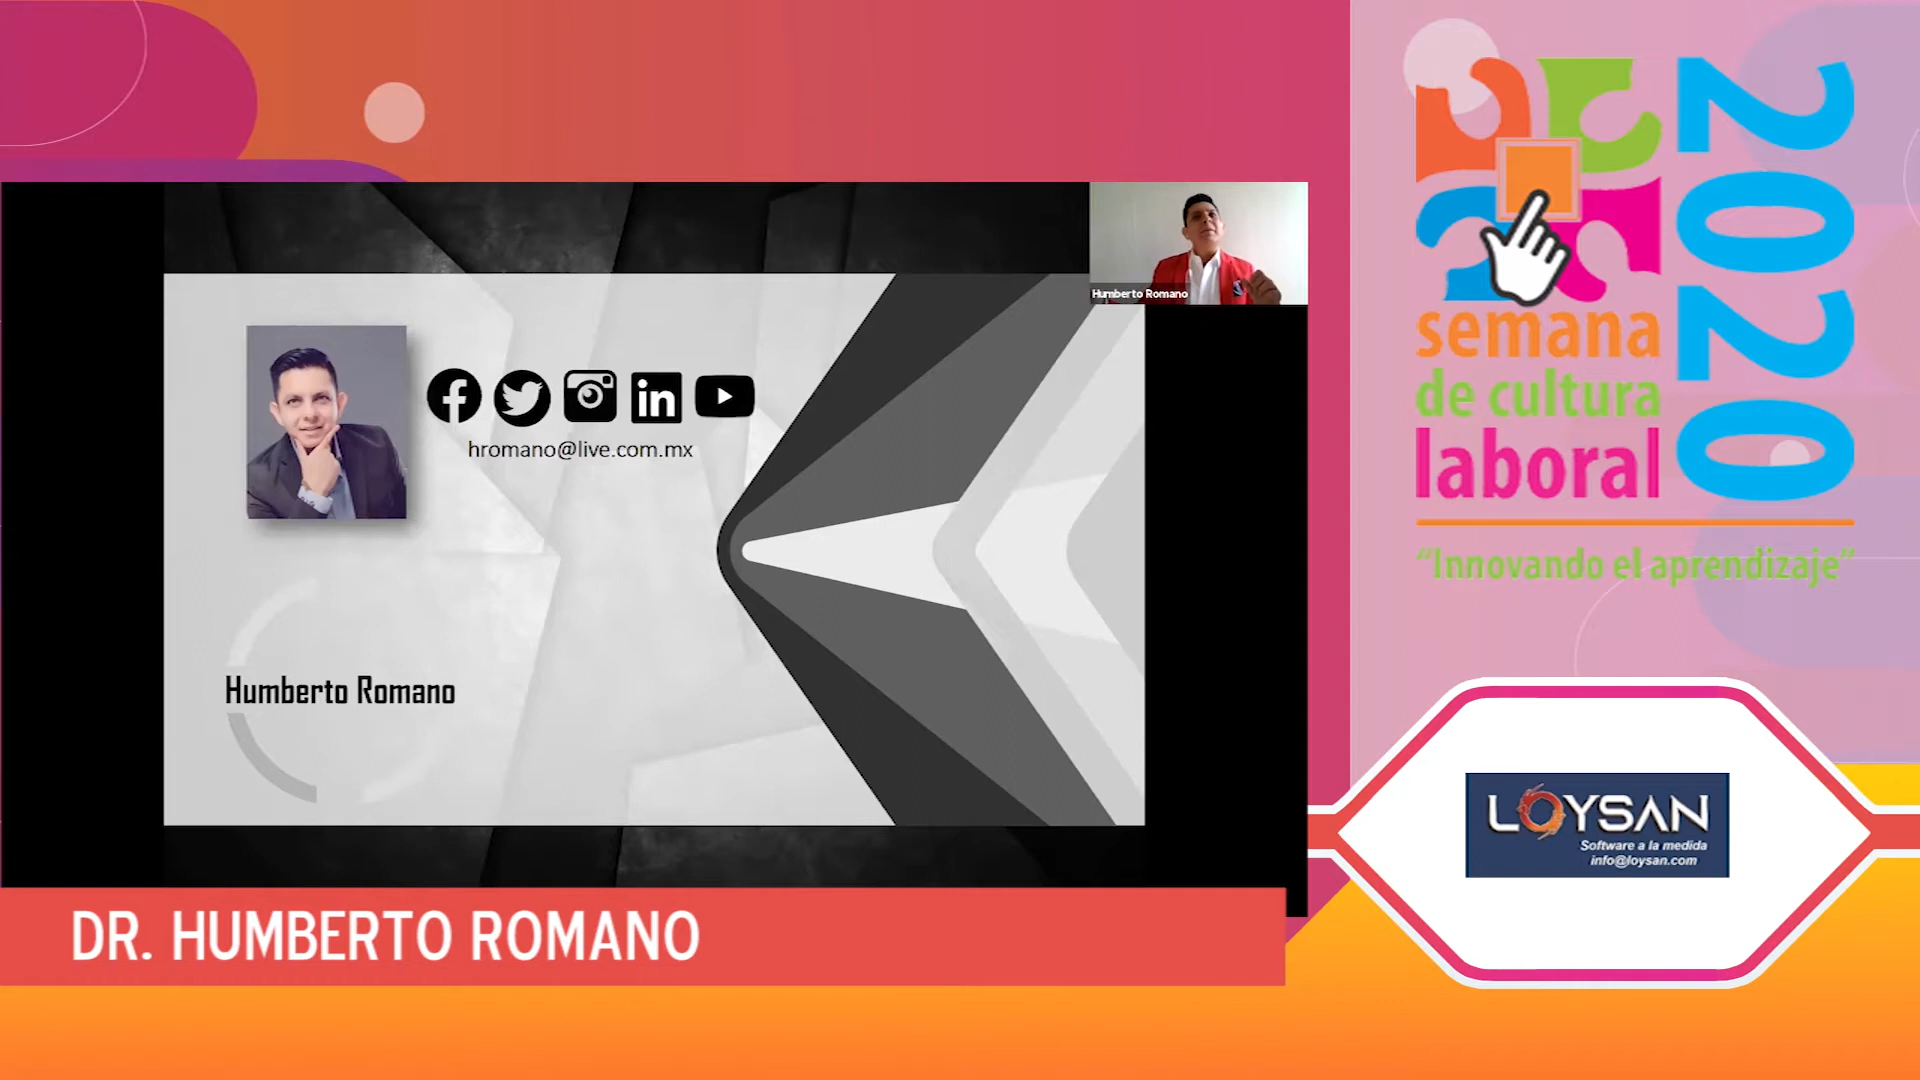 Humberto Romano
hromano@live.com.mx
Humberto Romano
DR. HUMBERTO ROMANO
2020
semana
de cultura
laboral
"Innovando el aprendizaje"
LOYSAN
Software a la medida
info@loysan.com